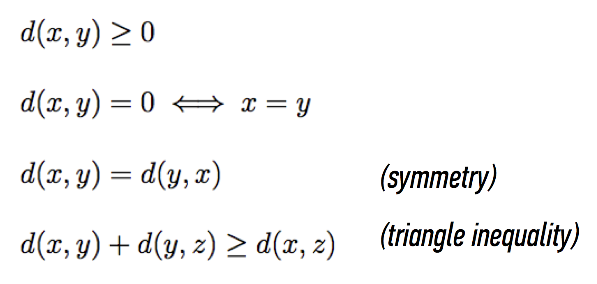 d(x, y) ≥ 0
d(x, y) = 0 ⟺ x = y
d(x, y) = d(y, x) (symmetry)
d(x, y) + d(y, z) ≥ d(x, z) (triangle inequality)